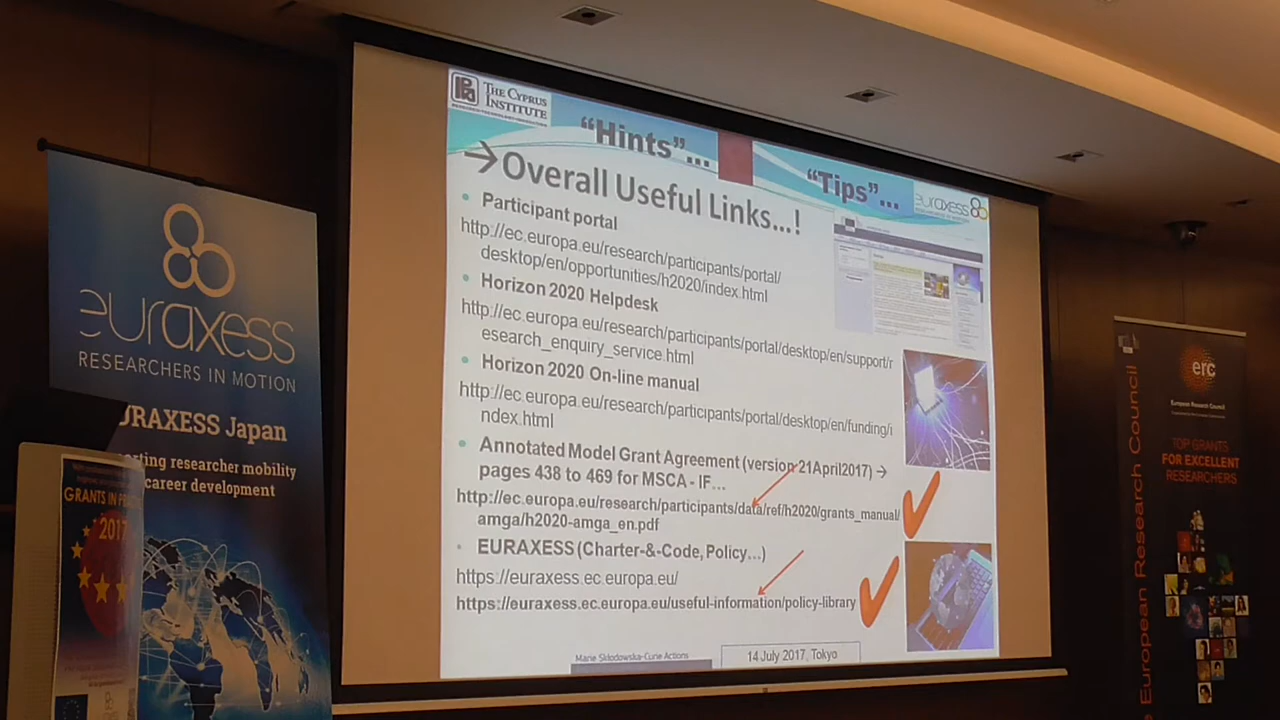 THE CYPRUS
INSTITUTE
“Hints”...
“Tips”...
euraxess
RESEARCHERS IN MOTION
→Overall Useful Links...!
• Participant portal
http://ec.europa.eu/research/participants/portal/
desktop/en/opportunities/h2020/index.html
• Horizon 2020 Helpdesk
http://ec.europa.eu/research/participants/portal/desktop/en/support/r
esearch_enquiry_service.html
• Horizon 2020 On-line manual
http://ec.europa.eu/research/participants/portal/desktop/en/funding/i
ndex.html
• Annotated Model Grant Agreement (version 21April2017) →
pages 438 to 469 for MSCA - IF...
http://ec.europa.eu/research/participants/data/ref/h2020/grants_manual/
amga/h2020-amga_en.pdf
• EURAXESS (Charter-&-Code, Policy...)
https://euraxess.ec.europa.eu/
https://euraxess.ec.europa.eu/useful-information/policy-library
Marie Skłodowska-Curie Actions
14 July 2017, Tokyo
euraxess
RESEARCHERS IN MOTION
URAXESS Japan
orting researcher mobility
career development
GRANTS IN PR
2017
erc
European Research Council
TOP GRANTS
FOR EXCELLENT
RESEARCHERS
European Research Council